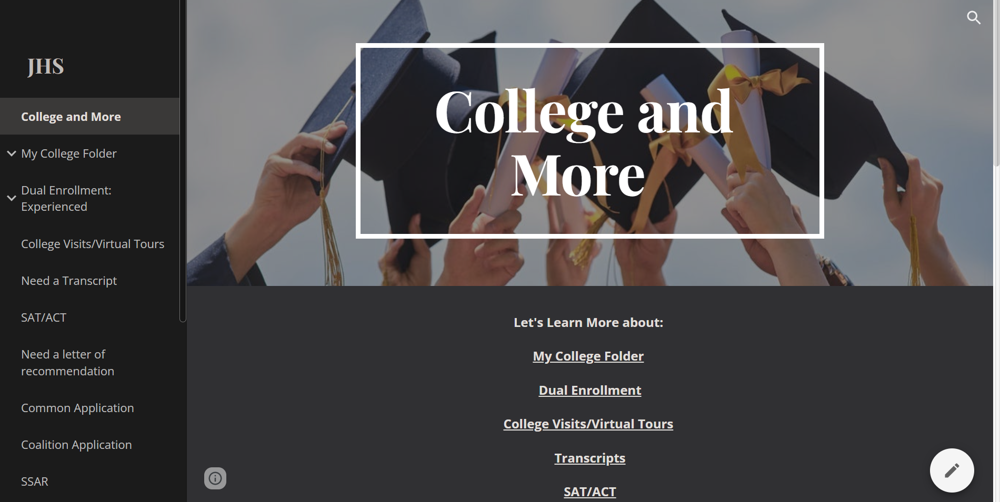 JHS
College and More
My College Folder
Dual Enrollment:
Experienced
College Visits/Virtual Tours
Need a Transcript
SAT/ACT
Need a letter of
recommendation
Common Application
Coalition Application
SSAR
College and
More
Let's Learn More about:
My College Folder
Dual Enrollment
College Visits/Virtual Tours
Transcripts
SAT/ACT